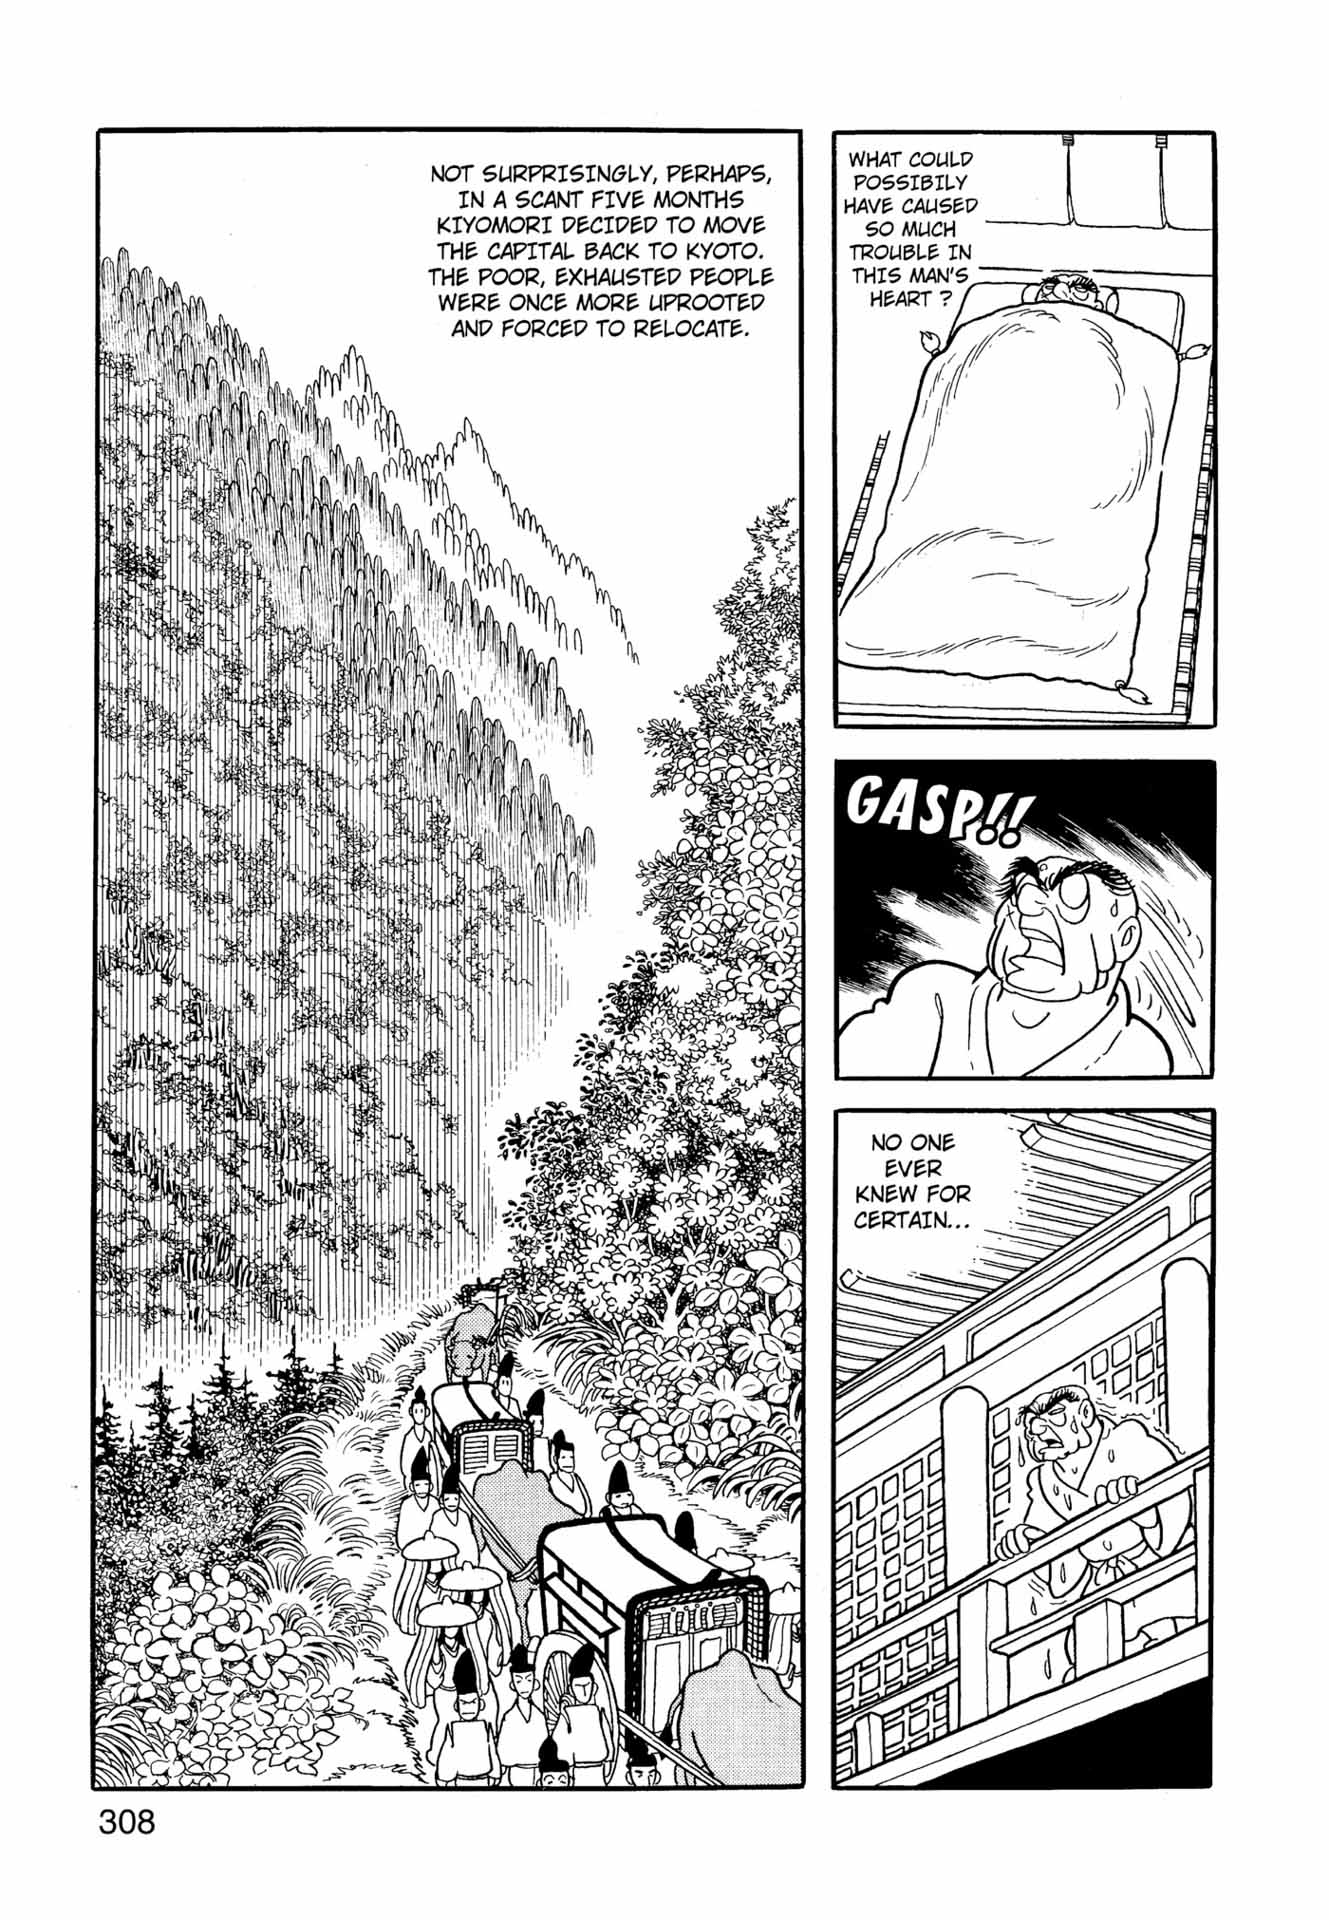 NOT SURPRISINGLY, PERHAPS,
IN A SCANT FIVE MONTHS
KIYOMORI DECIDED TO MOVE
THE CAPITAL BACK TO KYOTO.
THE POOR, EXHAUSTED PEOPLE
WERE ONCE MORE UPROOTED
AND FORCED TO RELOCATE.
WHAT COULD
POSSIBILY
HAVE CAUSED
SO MUCH
TROUBLE IN
THIS MAN'S
HEART ?
GASP!!
NO ONE
EVER
KNEW FOR
CERTAIN...
308